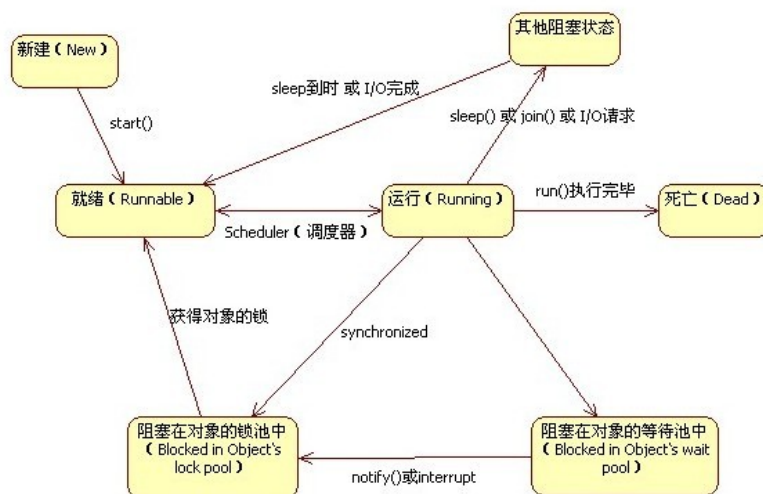 新建（New）
其他阻塞状态
sleep到时 或 I/O完成
sleep() 或 join() 或 I/O请求
start()
就绪（Runnable）
运行（Running）
run()执行完毕
死亡（Dead）
Scheduler（调度器）
获得对象的锁
synchronized
阻塞在对象的锁池中
（Blocked in Object's
lock pool）
阻塞在对象的等待池中
（Blocked in Object's wait
pool）
notify()或interrupt